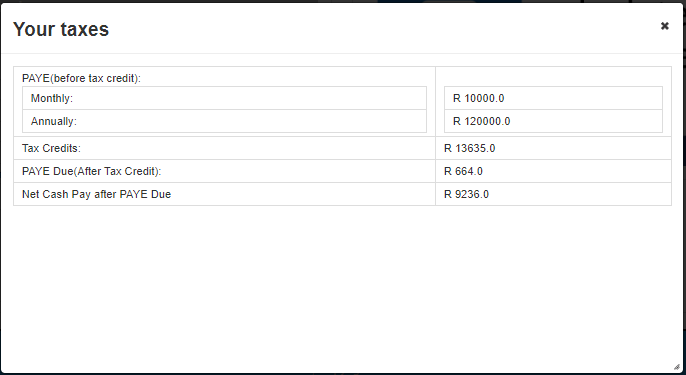 Your taxes
✖
PAYE(before tax credit):
Monthly: R 10000.0
Annually: R 120000.0
Tax Credits: R 13635.0
PAYE Due(After Tax Credit): R 664.0
Net Cash Pay after PAYE Due R 9236.0